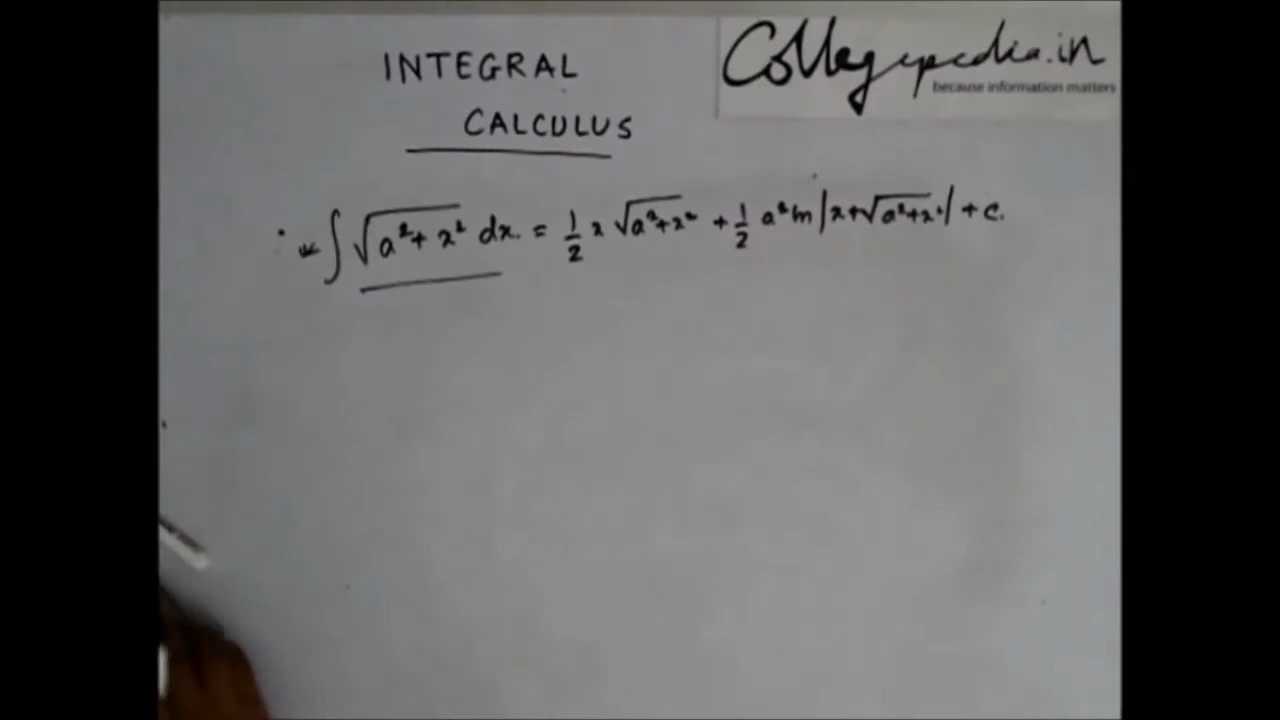 INTEGRAL
CALCULUS
Collegepedia.in
because information matters
∫ √(a²+x²) dx. = 1/2 x √(a²+x²) + 1/2 a² ln |x+√(a²+x²)| + c.